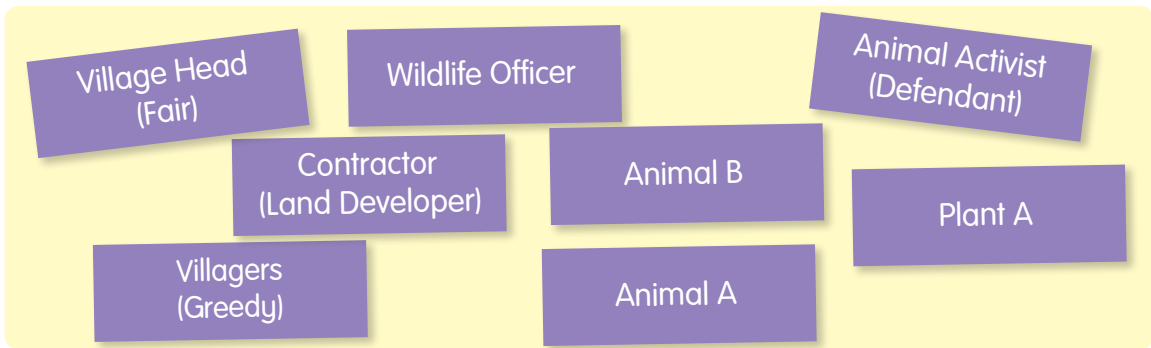 Village Head
(Fair)
Wildlife Officer
Animal Activist
(Defendant)
Contractor
(Land Developer)
Animal B
Plant A
Villagers
(Greedy)
Animal A